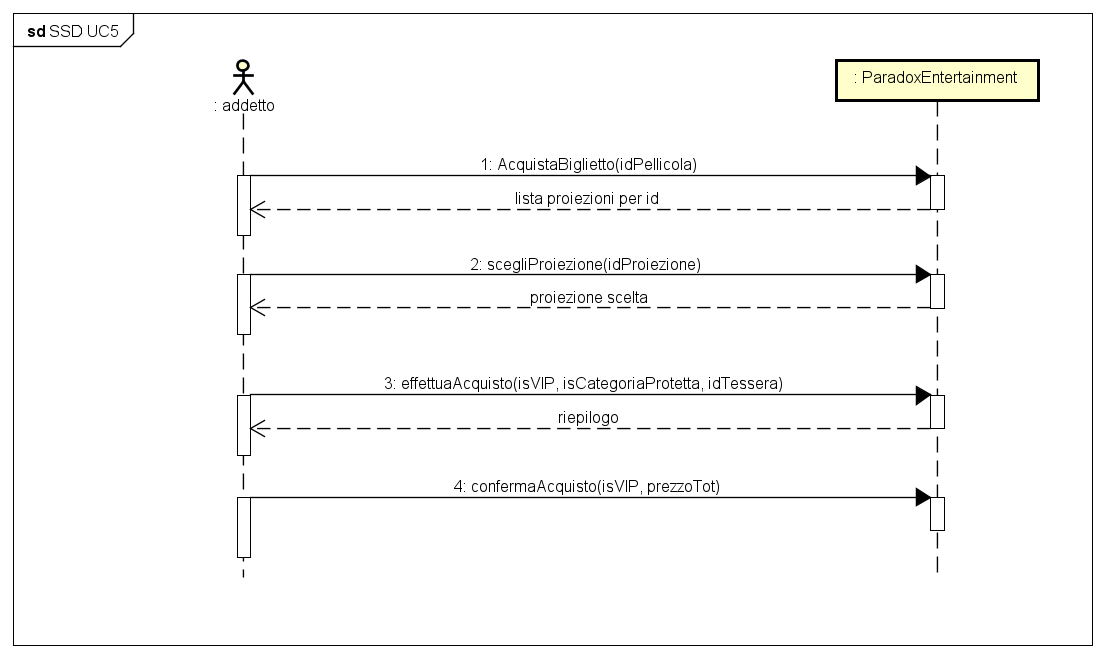 sd SSD UC5
: addetto
: ParadoxEntertainment
1: AcquistaBiglietto(idPellicola)
lista proiezioni per id
2: scegliProiezione(idProiezione)
proiezione scelta
3: effettuaAcquisto(isVIP, isCategoriaProtetta, idTessera)
riepilogo
4: confermaAcquisto(isVIP, prezzoTot)